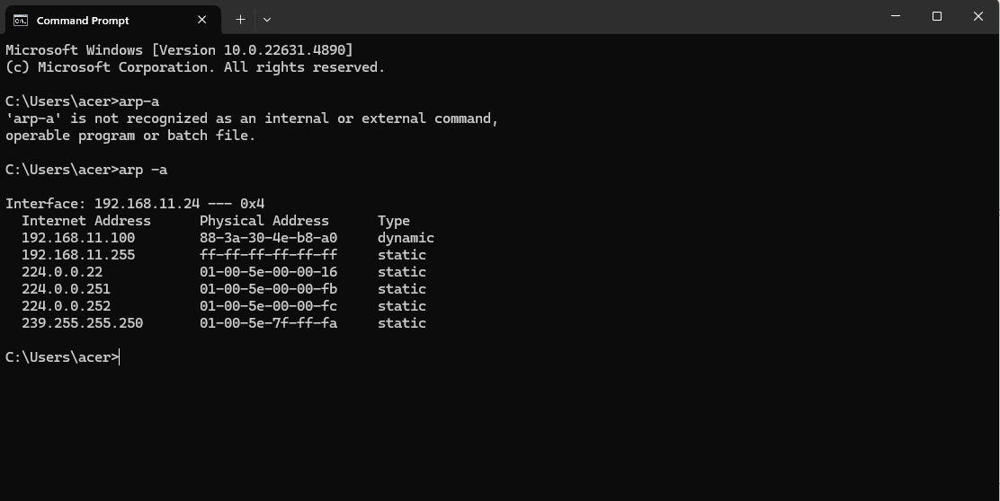 Command Prompt
Microsoft Windows [Version 10.0.22631.4890]
(c) Microsoft Corporation. All rights reserved.
C:\Users\acer>arp-a
'arp-a' is not recognized as an internal or external command,
operable program or batch file.
C:\Users\acer>arp -a
Interface: 192.168.11.24 --- 0x4
Internet Address Physical Address Type
192.168.11.100 88-3a-30-4e-b8-a0 dynamic
192.168.11.255 ff-ff-ff-ff-ff-ff static
224.0.0.22 01-00-5e-00-00-16 static
224.0.0.251 01-00-5e-00-00-fb static
224.0.0.252 01-00-5e-00-00-fc static
239.255.255.250 01-00-5e-7f-ff-fa static
C:\Users\acer>